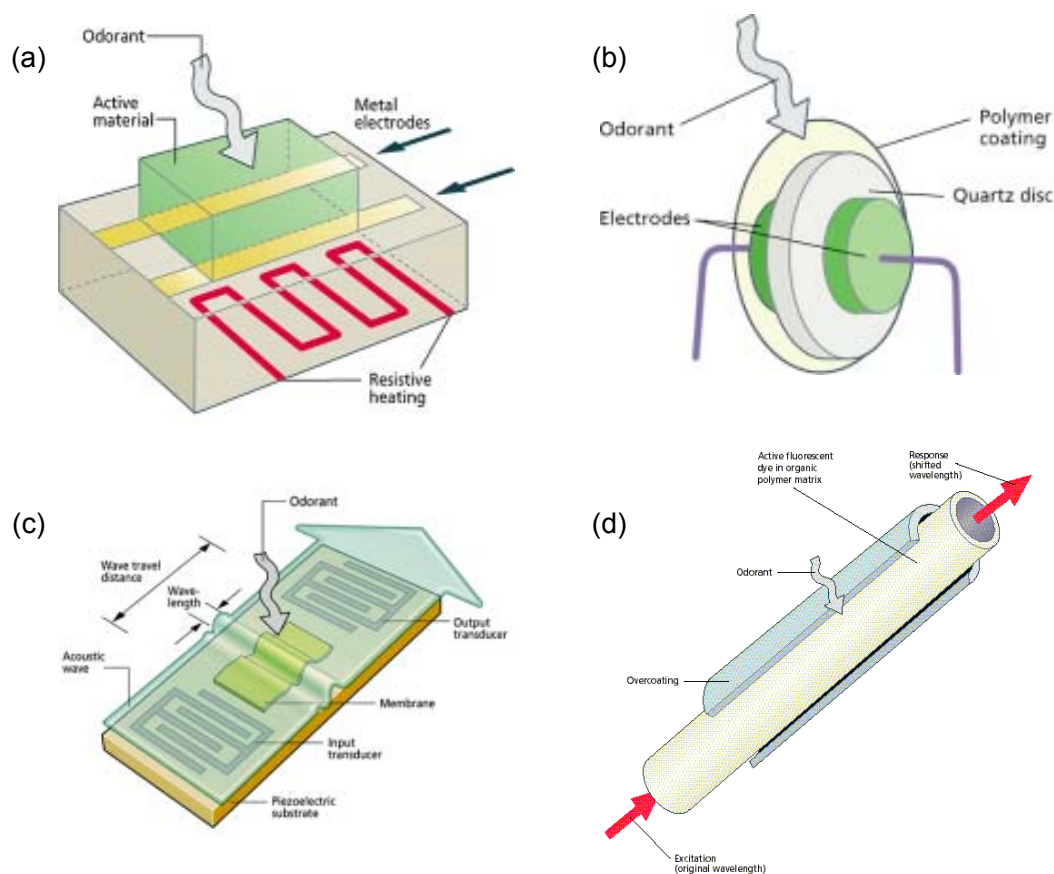 (a)
Odorant
Active
material
Metal
electrodes
Resistive
heating
(b)
Odorant
Polymer
coating
Quartz disc
Electrodes
(c)
Odorant
Wave travel
distance
Wave-
length
Output
transducer
Acoustic
wave
Membrane
Input
transducer
Piezoelectric
substrate
(d)
Active fluorescent
dye in organic
polymer matrix
Response
(shifted
wavelength)
Odorant
Overcoating
Excitation
(original wavelength)